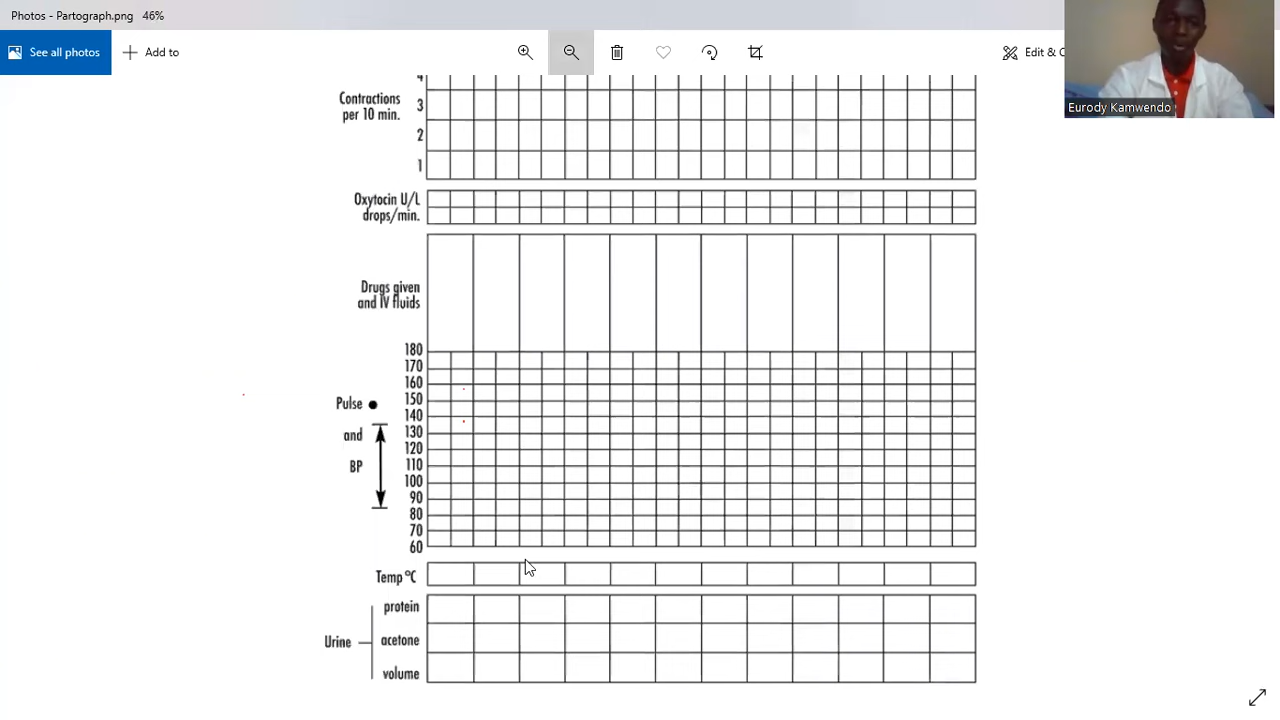 Photos - Partograph.png 46%
See all photos
Add to
Edit & C
Eurody Kamwendo
4
Contractions
per 10 min.
3
2
1
Oxytocin U/L
drops/min.
Drugs given
and IV fluids
180
170
160
150
140
130
120
110
100
90
80
70
60
Pulse
and
BP
Temp °C
Urine
protein
acetone
volume